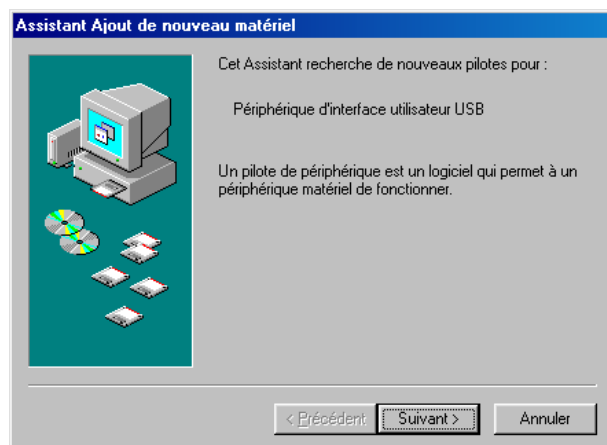 Assistant Ajout de nouveau matériel
Cet Assistant recherche de nouveaux pilotes pour :
Périphérique d'interface utilisateur USB
Un pilote de périphérique est un logiciel qui permet à un
périphérique matériel de fonctionner.
< Précédent
Suivant >
Annuler